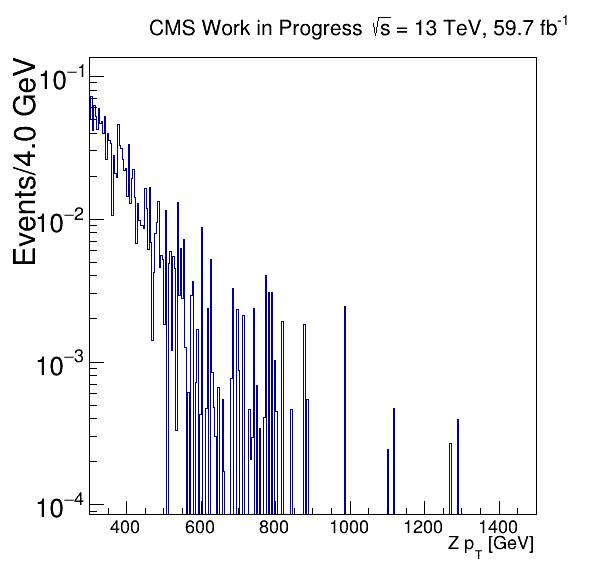 CMS Work in Progress √s = 13 TeV, 59.7 fb⁻¹
Events/4.0 GeV
10⁻¹
10⁻²
10⁻³
10⁻⁴
400 600 800 1000 1200 1400
Z p_T [GeV]